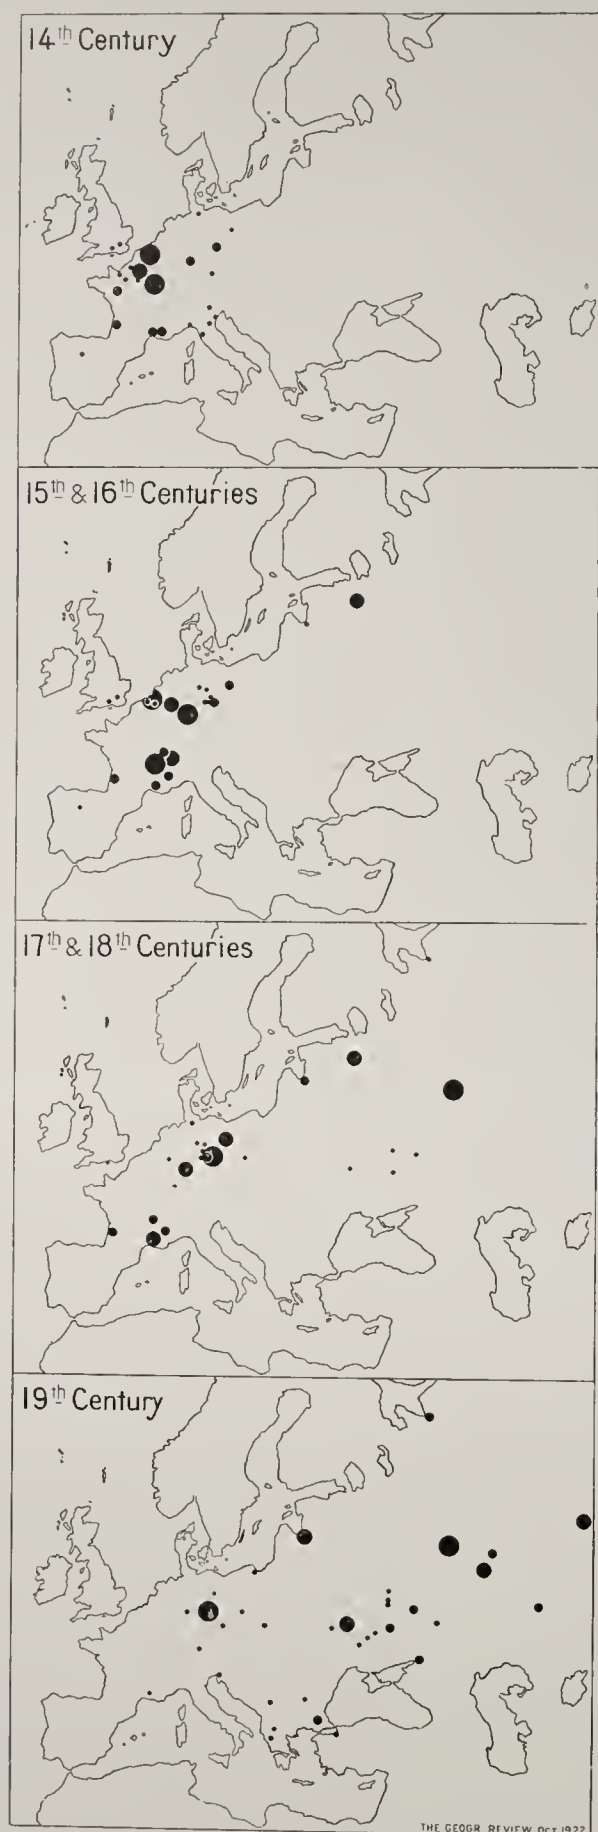 14th Century
15th & 16th Centuries
17th & 18th Centuries
19th Century
THE GEOGR. REVIEW, OCT. 1922